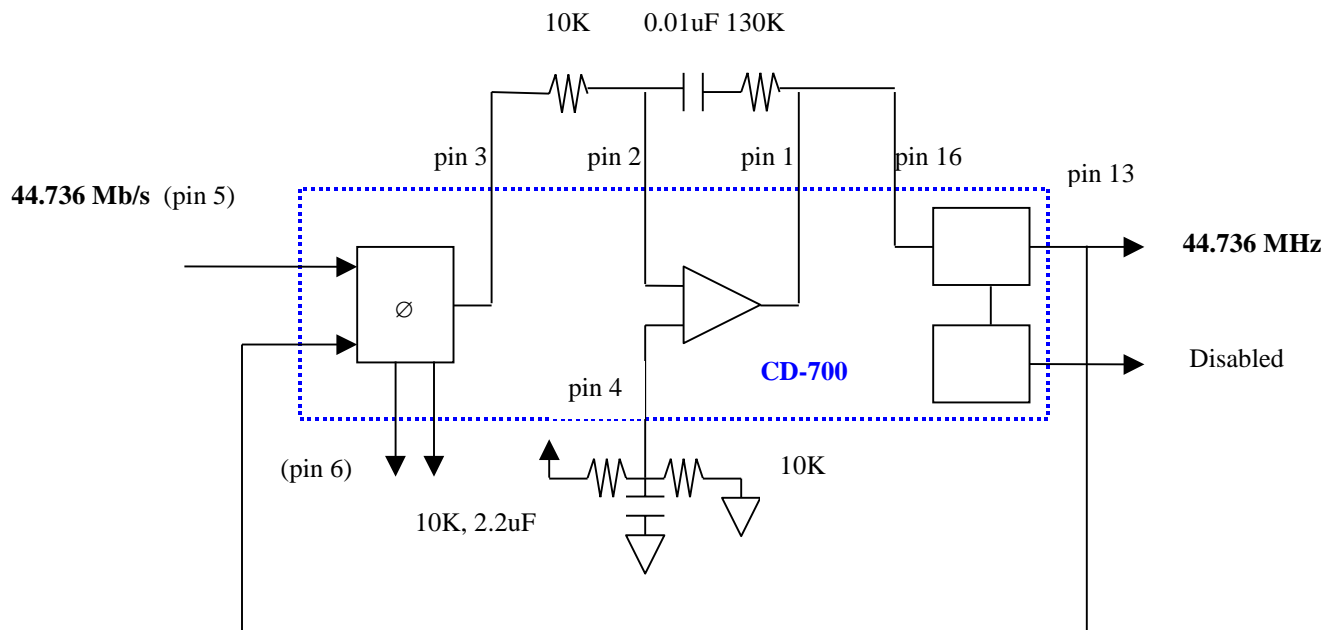 10K 0.01uF 130K
pin 3 pin 2 pin 1 pin 16
pin 13
44.736 Mb/s (pin 5)
44.736 MHz
∅
Disabled
CD-700
pin 4
(pin 6)
10K
10K, 2.2uF